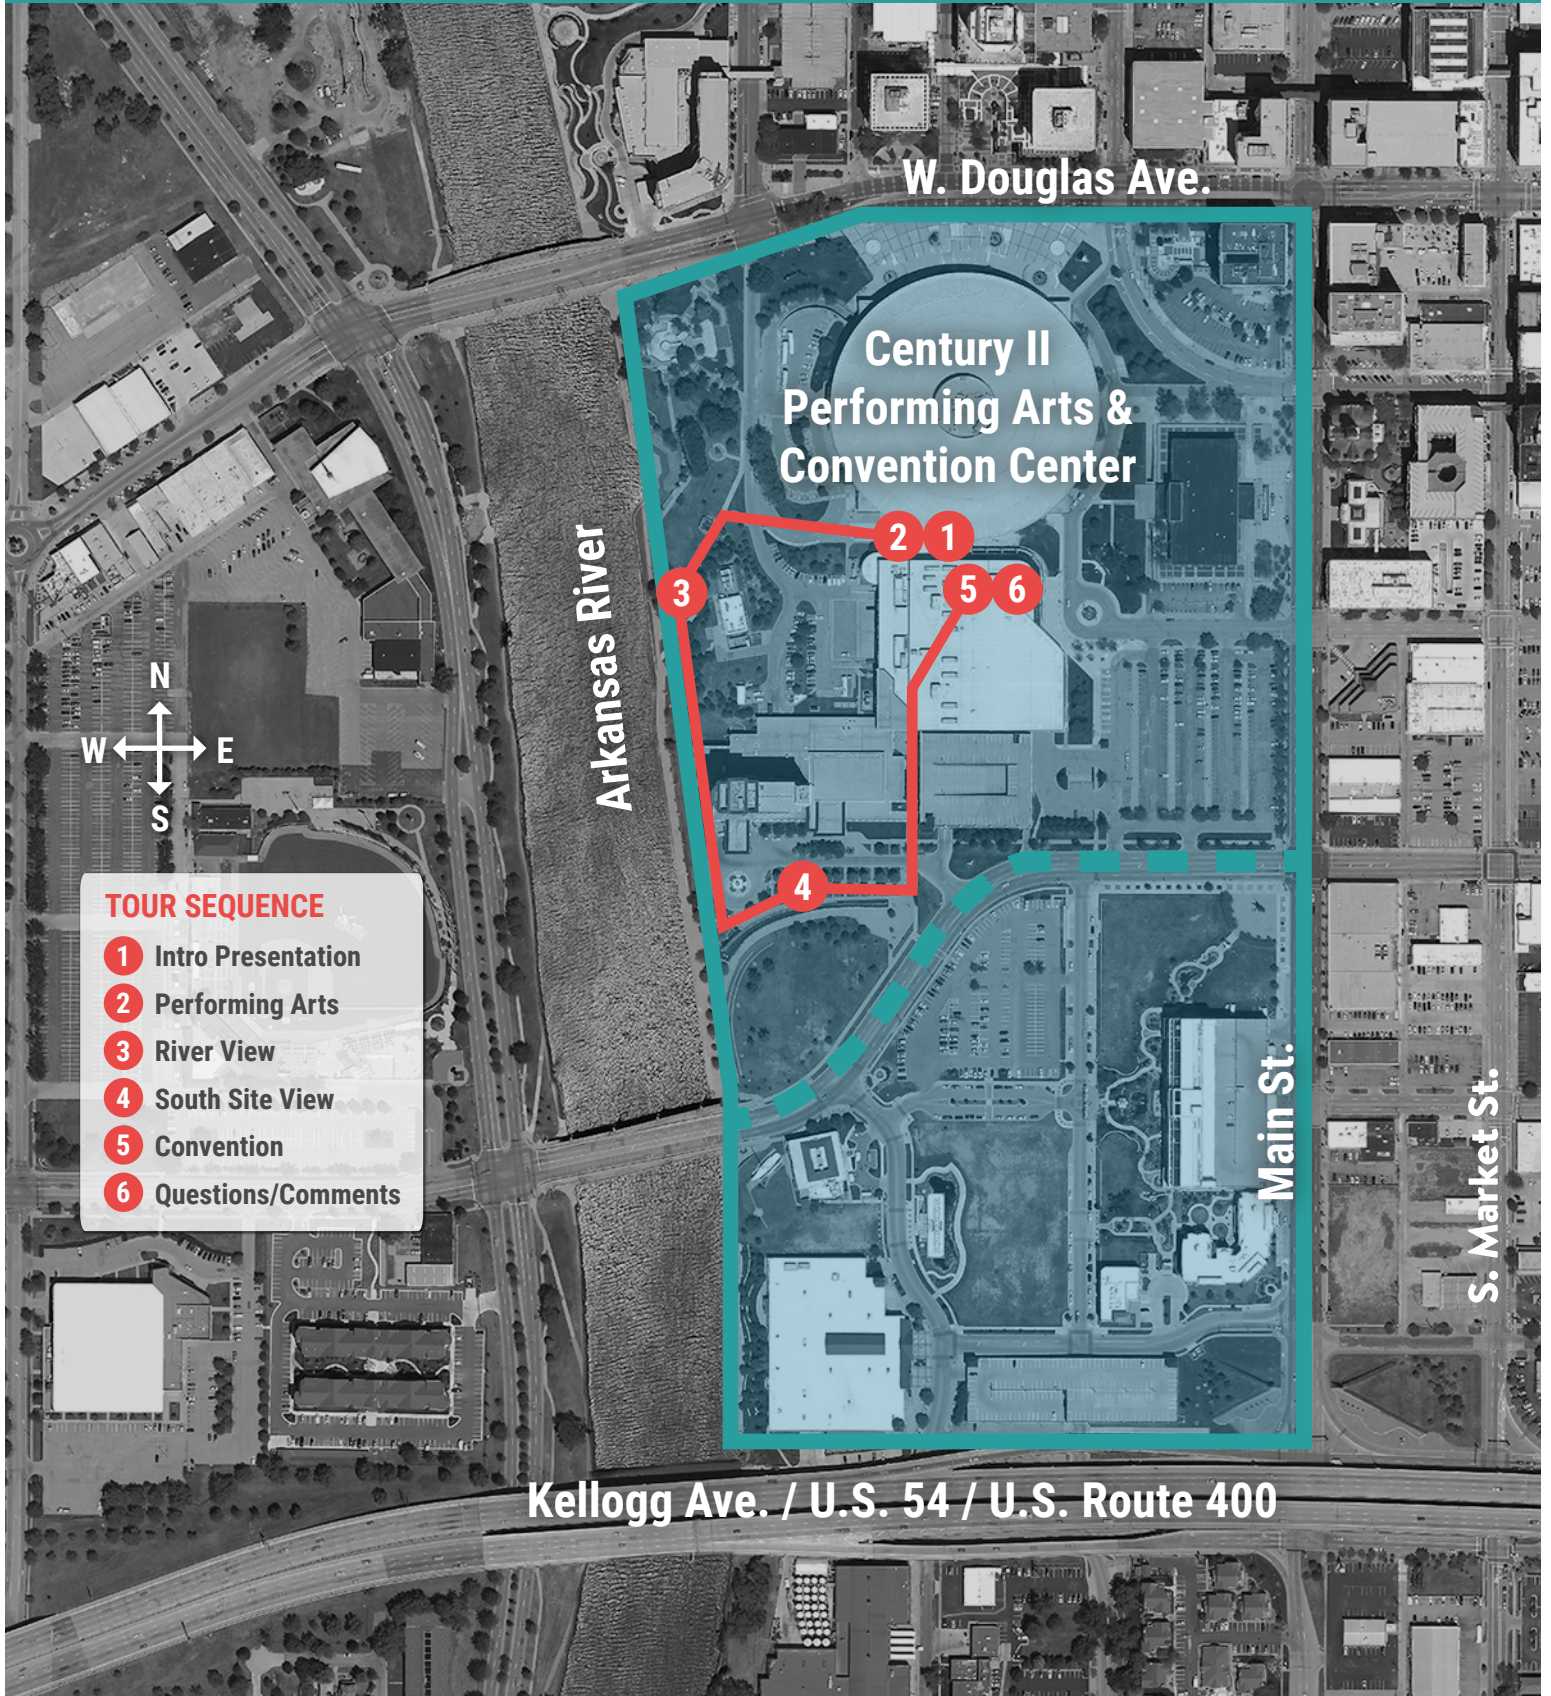 W. Douglas Ave.
Century II
Performing Arts &
Convention Center
2 1
5 6
3
Arkansas River
N
W E
S
4
TOUR SEQUENCE
1 Intro Presentation
2 Performing Arts
3 River View
4 South Site View
5 Convention
6 Questions/Comments
Main St.
S. Market St.
Kellogg Ave. / U.S. 54 / U.S. Route 400